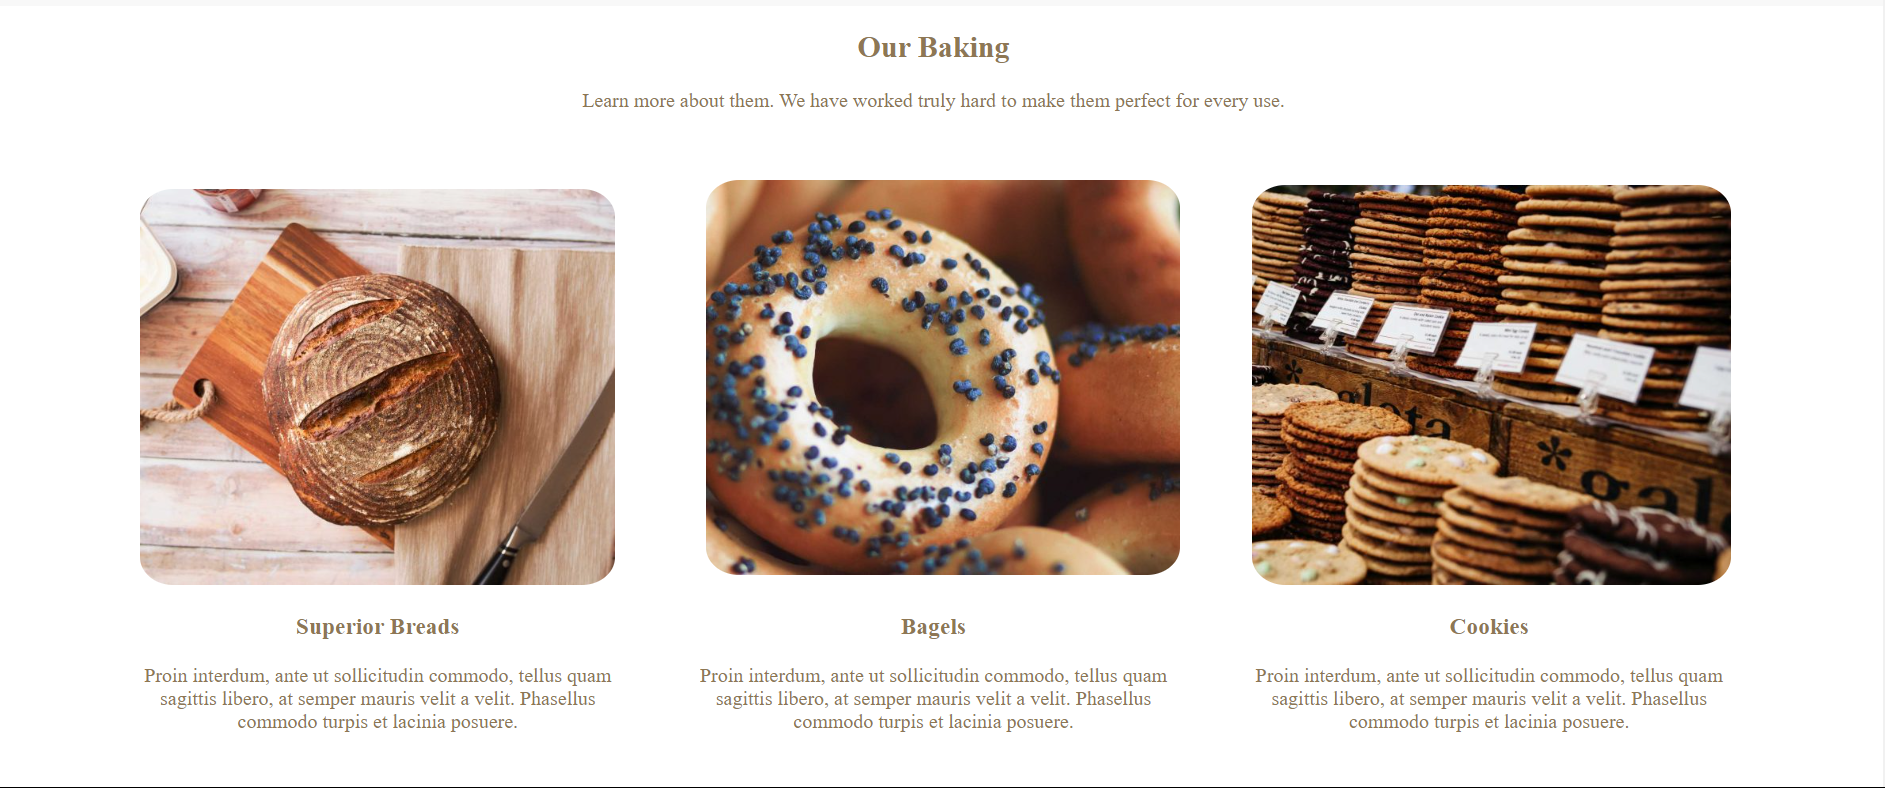 Our Baking
Learn more about them. We have worked truly hard to make them perfect for every use.
*galeta
*gal
Superior Breads
Proin interdum, ante ut sollicitudin commodo, tellus quam
sagittis libero, at semper mauris velit a velit. Phasellus
commodo turpis et lacinia posuere.
Bagels
Proin interdum, ante ut sollicitudin commodo, tellus quam
sagittis libero, at semper mauris velit a velit. Phasellus
commodo turpis et lacinia posuere.
Cookies
Proin interdum, ante ut sollicitudin commodo, tellus quam
sagittis libero, at semper mauris velit a velit. Phasellus
commodo turpis et lacinia posuere.